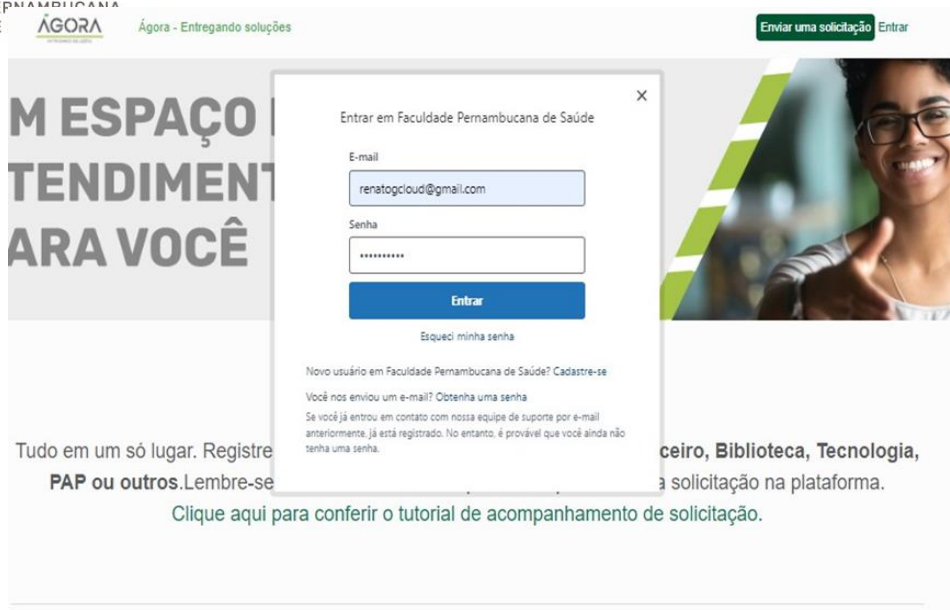 PERNAMBUCANA
ÁGORA
Ágora - Entregando soluções
Enviar uma solicitação Entrar
M ESPAÇO
TENDIMENT
ARA VOCÊ
X
Entrar em Faculdade Pernambucana de Saúde
E-mail
renatogcloud@gmail.com
Senha
••••••••••
Entrar
Esqueci minha senha
Novo usuário em Faculdade Pernambucana de Saúde? Cadastre-se
Você nos enviou um e-mail? Obtenha uma senha
Se você já entrou em contato com nossa equipe de suporte por e-mail
anteriormente, já está registrado. No entanto, é provável que você ainda não
tenha uma senha.
Tudo em um só lugar. Registre ceiro, Biblioteca, Tecnologia,
PAP ou outros.Lembre-se a solicitação na plataforma.
Clique aqui para conferir o tutorial de acompanhamento de solicitação.